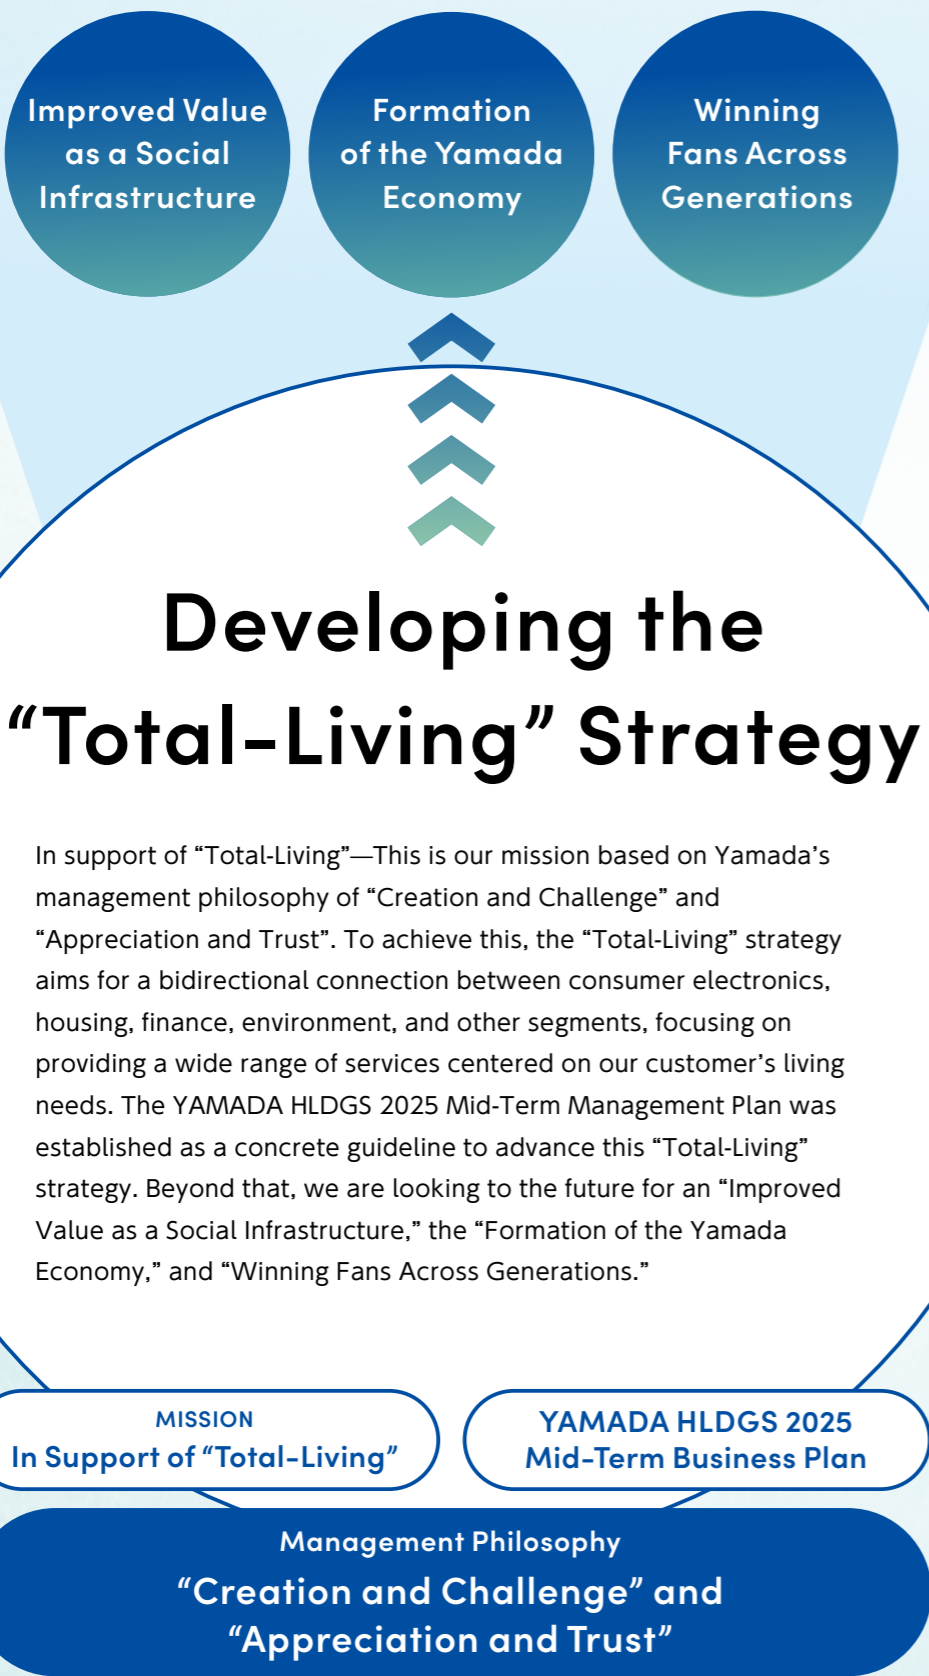 Improved Value
as a Social
Infrastructure
Formation
of the Yamada
Economy
Winning
Fans Across
Generations
Developing the
“Total-Living” Strategy
In support of “Total-Living”—This is our mission based on Yamada’s
management philosophy of “Creation and Challenge” and
“Appreciation and Trust”. To achieve this, the “Total-Living” strategy
aims for a bidirectional connection between consumer electronics,
housing, finance, environment, and other segments, focusing on
providing a wide range of services centered on our customer’s living
needs. The YAMADA HLDGS 2025 Mid-Term Management Plan was
established as a concrete guideline to advance this “Total-Living”
strategy. Beyond that, we are looking to the future for an “Improved
Value as a Social Infrastructure,” the “Formation of the Yamada
Economy,” and “Winning Fans Across Generations.”
MISSION
In Support of “Total-Living”
YAMADA HLDGS 2025
Mid-Term Business Plan
Management Philosophy
“Creation and Challenge” and
“Appreciation and Trust”